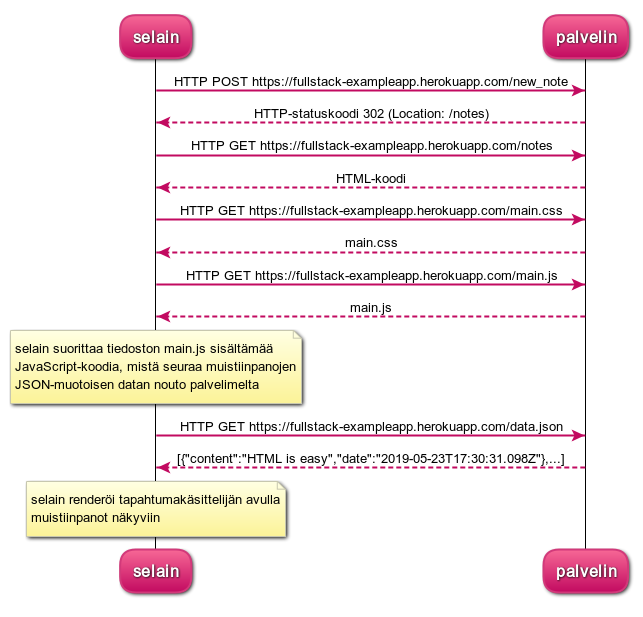 selain
palvelin
HTTP POST https://fullstack-exampleapp.herokuapp.com/new_note
HTTP-statuskoodi 302 (Location: /notes)
HTTP GET https://fullstack-exampleapp.herokuapp.com/notes
HTML-koodi
HTTP GET https://fullstack-exampleapp.herokuapp.com/main.css
main.css
HTTP GET https://fullstack-exampleapp.herokuapp.com/main.js
main.js
selain suorittaa tiedoston main.js sisältämää
JavaScript-koodia, mistä seuraa muistiinpanojen
JSON-muotoisen datan nouto palvelimelta
HTTP GET https://fullstack-exampleapp.herokuapp.com/data.json
[{"content":"HTML is easy","date":"2019-05-23T17:30:31.098Z"},...]
selain renderöi tapahtumakäsittelijän avulla
muistiinpanot näkyviin
selain
palvelin